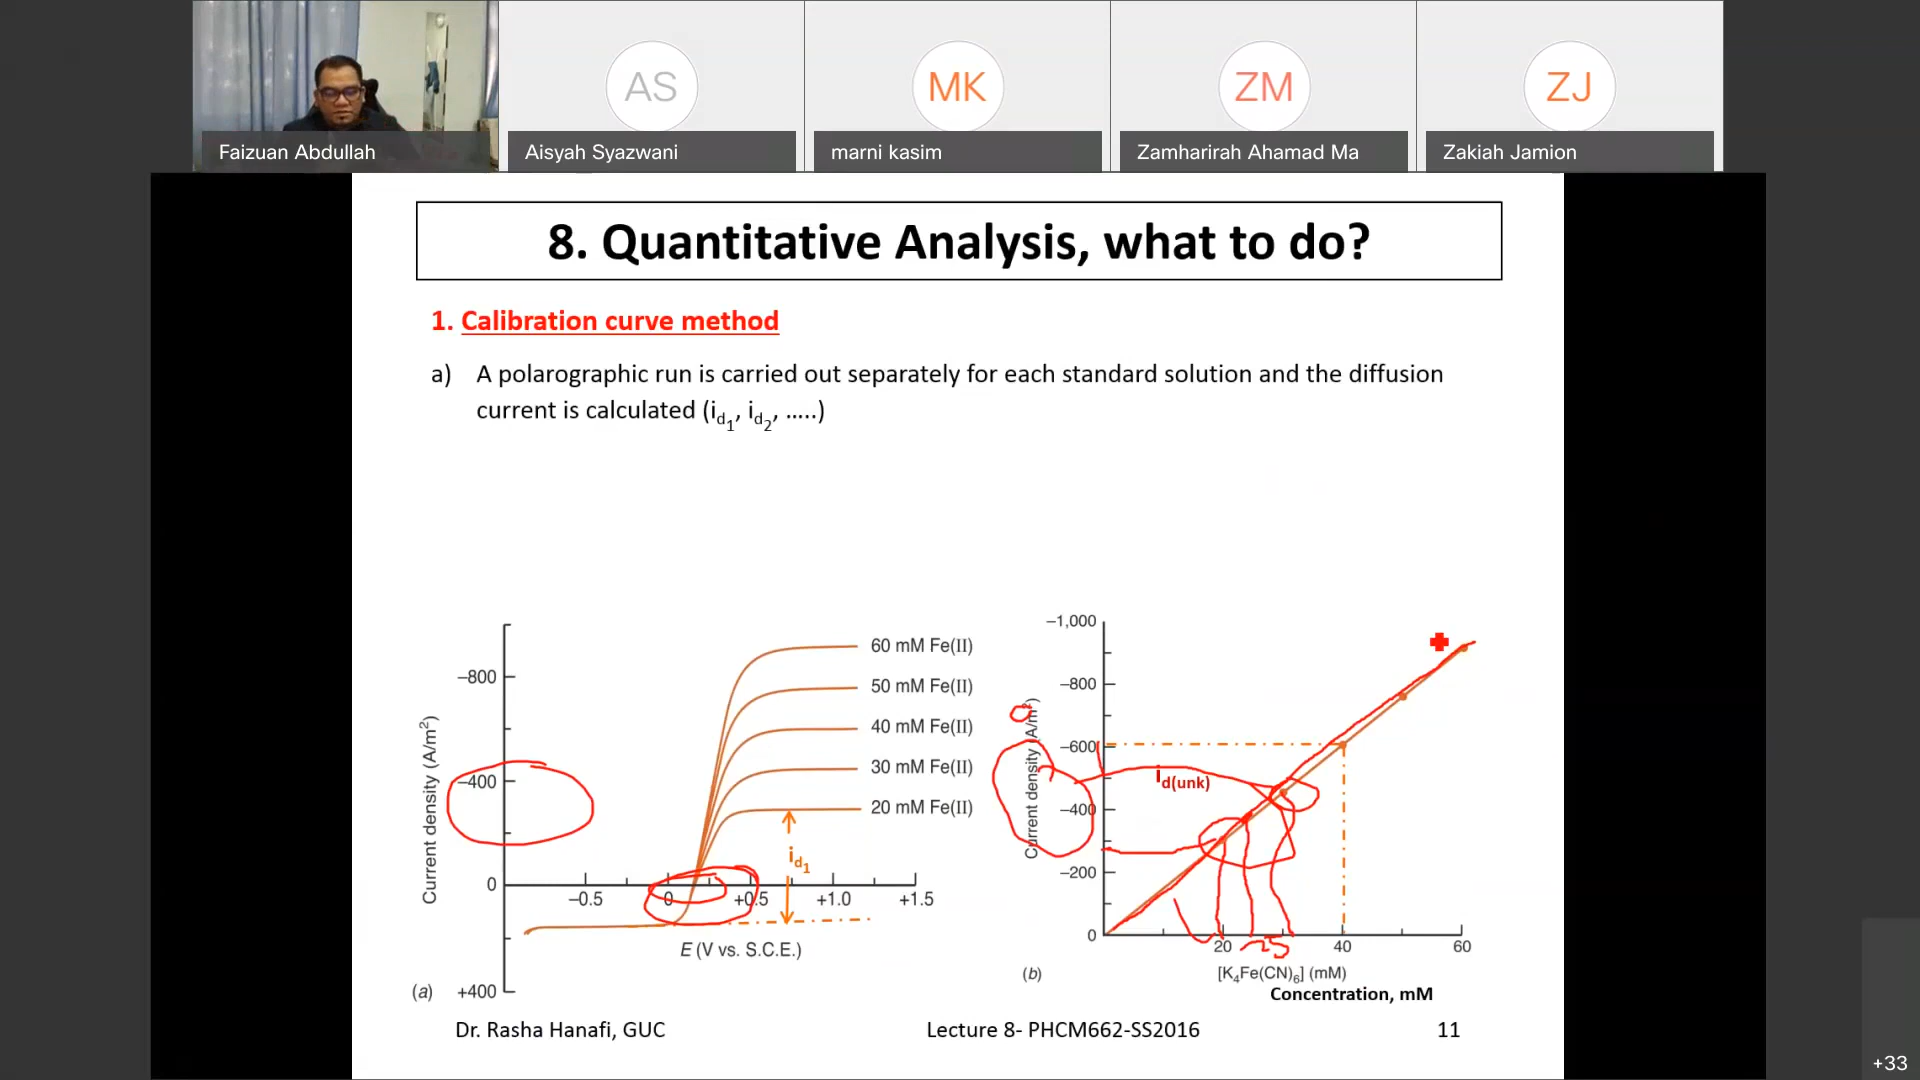 AS
MK
ZM
ZJ
Faizuan Abdullah
Aisyah Syazwani
marni kasim
Zamharirah Ahamad Ma
Zakiah Jamion
8. Quantitative Analysis, what to do?
1. Calibration curve method
a) A polarographic run is carried out separately for each standard solution and the diffusion
current is calculated (id1, id2, .....)
Current density (A/m²)
−800
−400
0
+400
−0.5
0
+0.5
+1.0
+1.5
60 mM Fe(II)
50 mM Fe(II)
40 mM Fe(II)
30 mM Fe(II)
20 mM Fe(II)
id1
E (V vs. S.C.E.)
(a)
Current density (A/m²)
−1,000
−800
−600
−400
−200
0
id(unk)
20
25
40
60
(b)
[K4Fe(CN)6] (mM)
Concentration, mM
Dr. Rasha Hanafi, GUC
Lecture 8- PHCM662-SS2016
11
+33